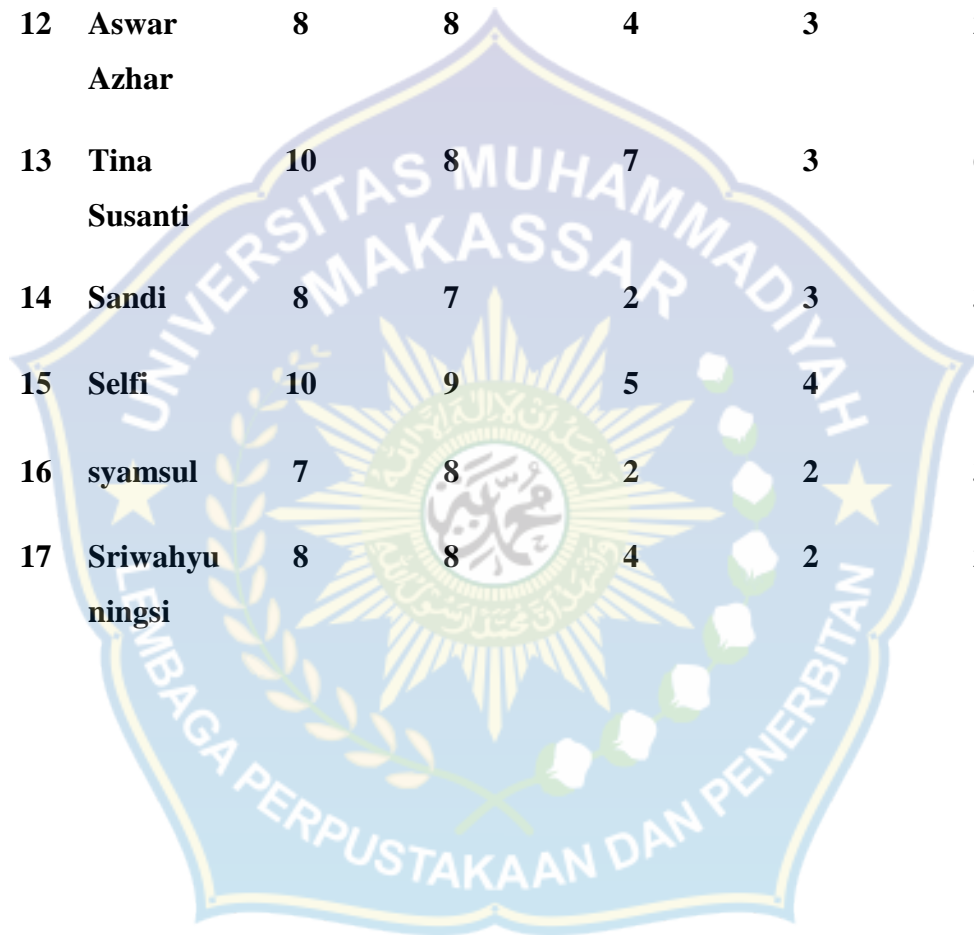 12 Aswar 8 8 4 3
Azhar
13 Tina 10 8 7 3
Susanti
14 Sandi 8 7 2 3
15 Selfi 10 9 5 4
16 syamsul 7 8 2 2
17 Sriwahyu 8 8 4 2
ningsi
UNIVERSITAS MUHAMMADIYAH
MAKASSAR
LEMBAGA PERPUSTAKAAN DAN PENERBITAN